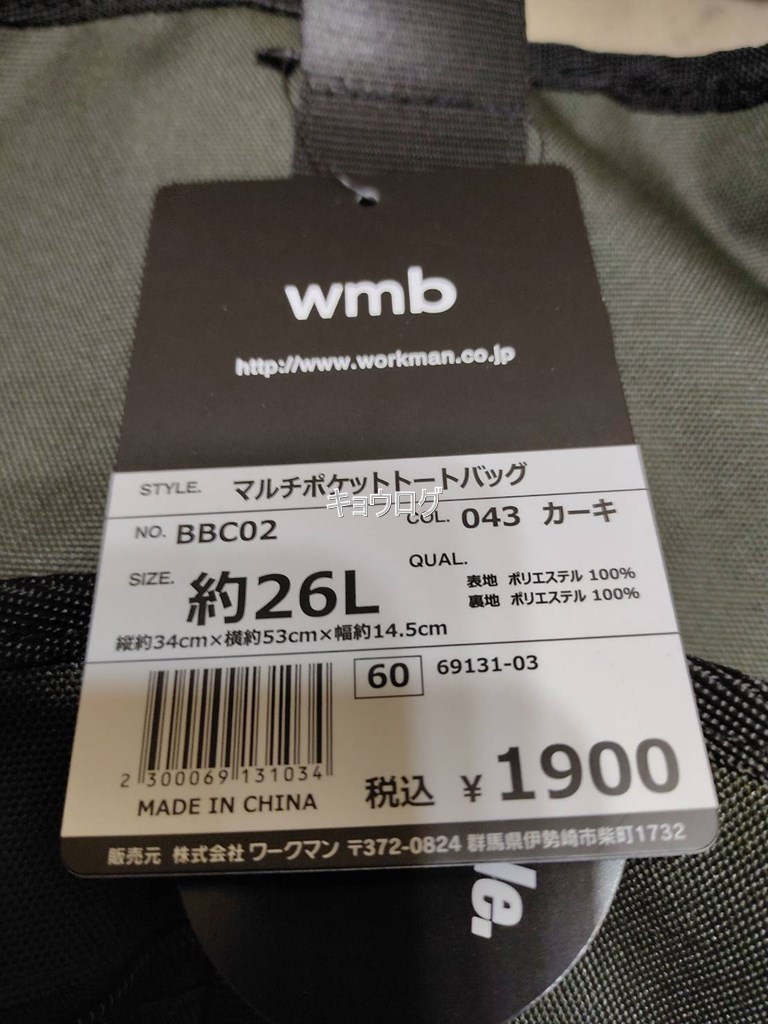 wmb
http://www.workman.co.jp
STYLE. マルチポケットトートバッグ
キョウログ
NO. BBC02 COL. 043 カーキ
SIZE. 約26L QUAL. 表地 ポリエステル 100%
裏地 ポリエステル 100%
縦約34cm×横約53cm×幅約14.5cm
60 69131-03
2 300069 131034
MADE IN CHINA 税込 ¥1900
販売元 株式会社 ワークマン 〒372-0824 群馬県伊勢崎市柴町1732